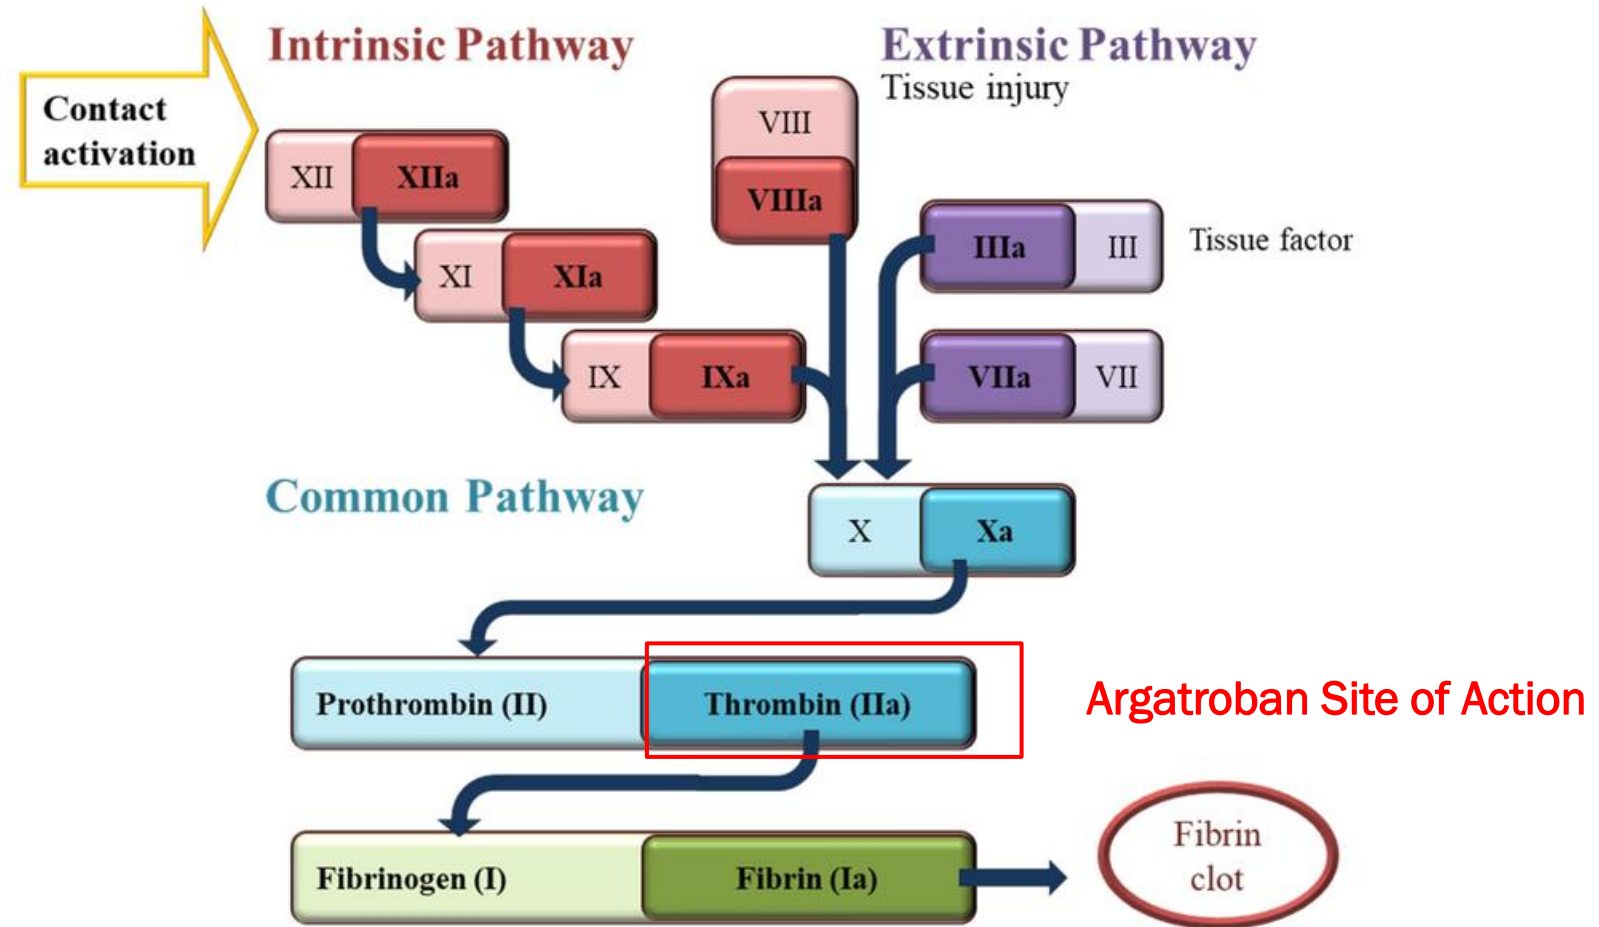 Intrinsic Pathway
Extrinsic Pathway
Tissue injury
Contact
activation
XII
XIIa
VIII
VIIIa
XI
XIa
IIIa
III
Tissue factor
IX
IXa
VIIa
VII
Common Pathway
X
Xa
Prothrombin (II)
Thrombin (IIa)
Argatroban Site of Action
Fibrinogen (I)
Fibrin (Ia)
Fibrin
clot